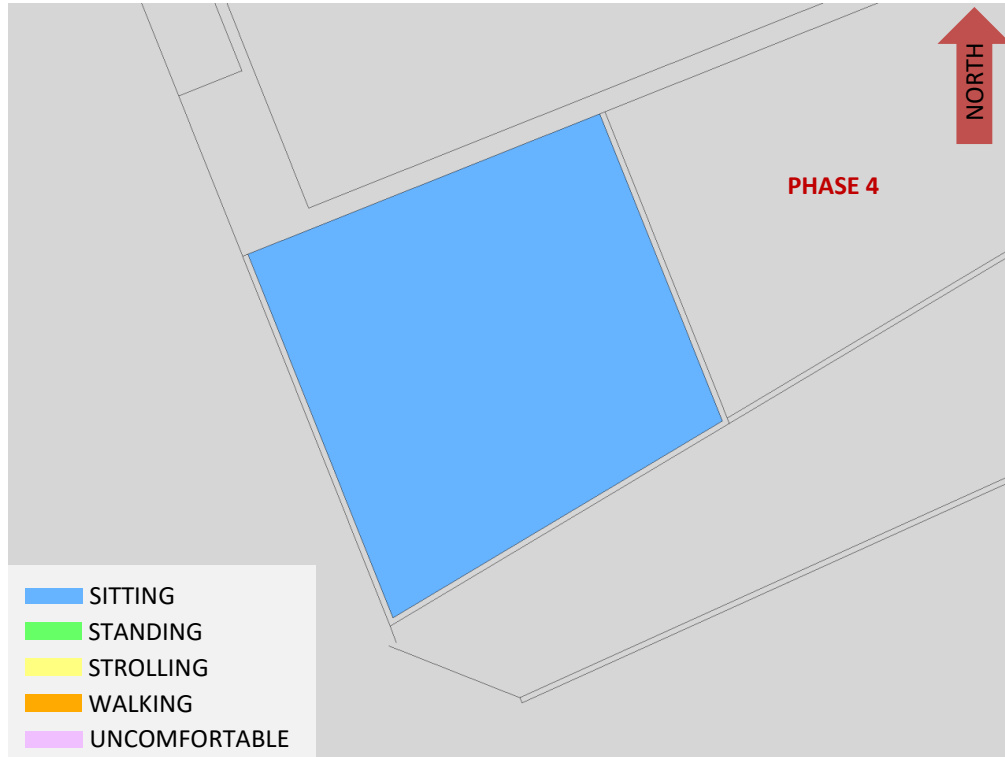 NORTH
PHASE 4
SITTING
STANDING
STROLLING
WALKING
UNCOMFORTABLE